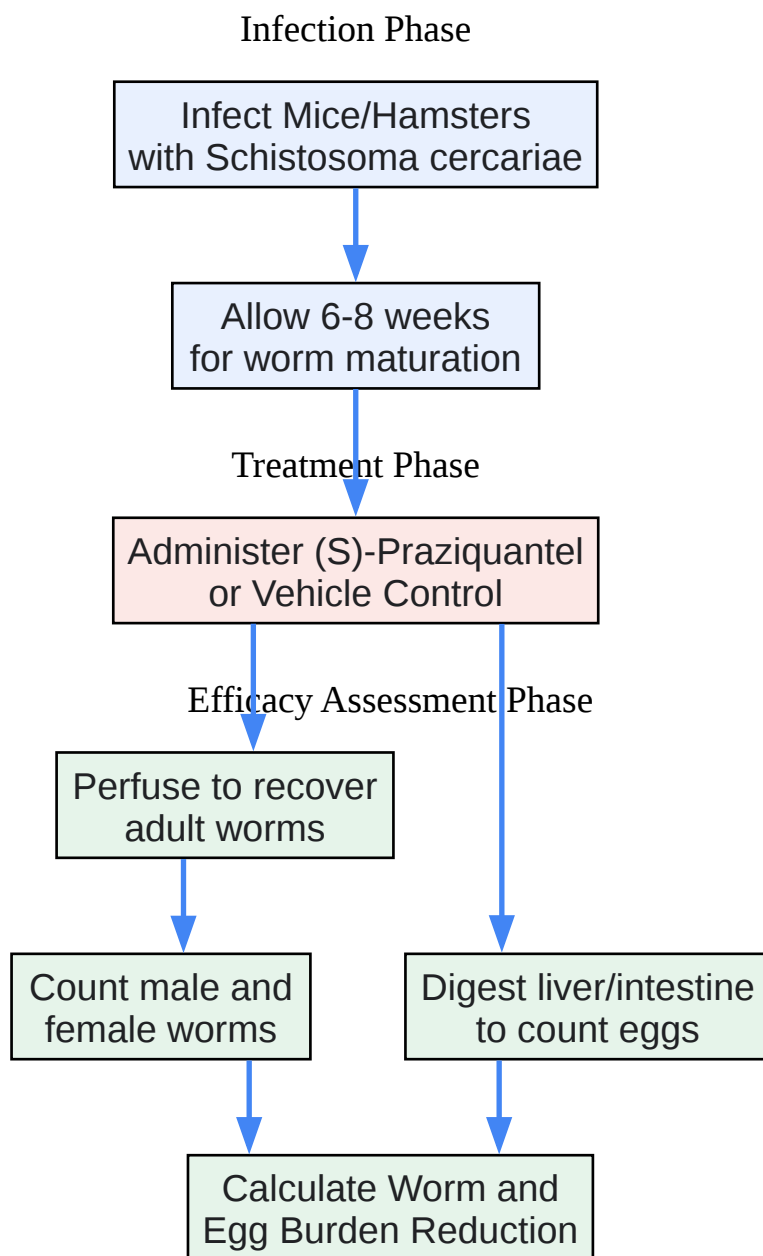 Infection Phase
Infect Mice/Hamsters
with Schistosoma cercariae
Allow 6-8 weeks
for worm maturation
Treatment Phase
Administer (S)-Praziquantel
or Vehicle Control
Efficacy Assessment Phase
Perfuse to recover
adult worms
Count male and
female worms
Digest liver/intestine
to count eggs
Calculate Worm and
Egg Burden Reduction